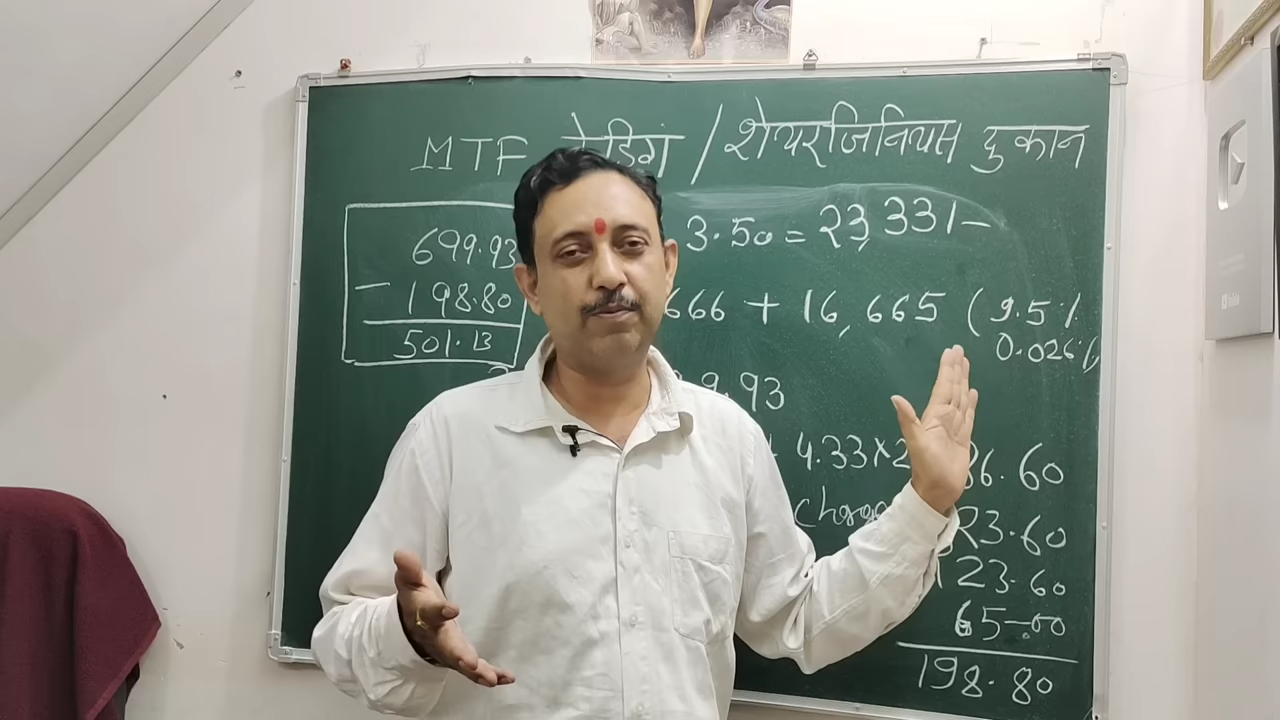 MTF ट्रेडिंग / शेयरजिनियस दुकान
699.93
- 198.80
501.13
3.50 = 23,331-
666 + 16,665 (9.5%
0.026%)
9.93
4.33x2 86.60
Charge 23.60
23.60
65-00
198.80